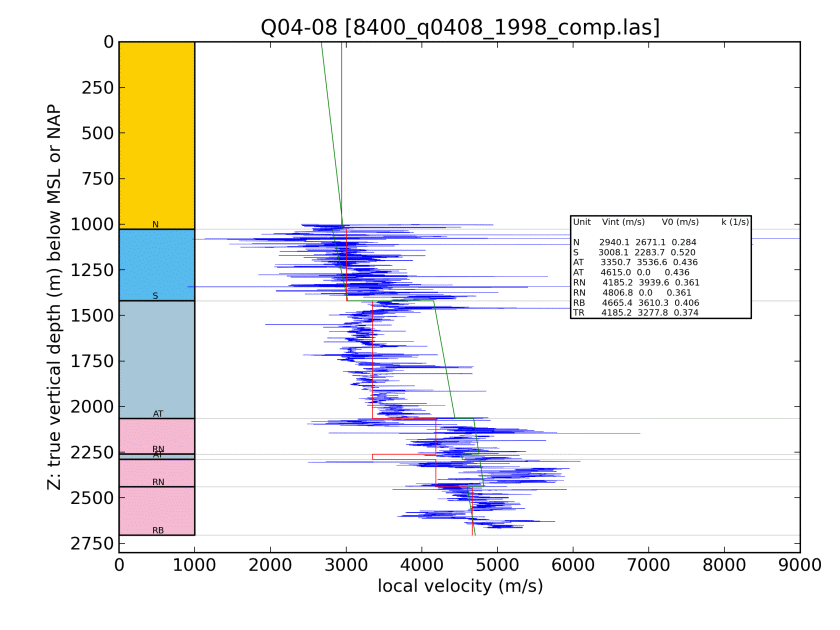 Q04-08 [8400_q0408_1998_comp.las]
0
250
500
750
1000
1250
1500
1750
2000
2250
2500
2750
Z: true vertical depth (m) below MSL or NAP
N
S
AT
RN
AT
RN
RB
Unit Vint (m/s) V0 (m/s) k (1/s)
N 2940.1 2671.1 0.284
S 3008.1 2283.7 0.520
AT 3350.7 3536.6 0.436
AT 4615.0 0.0 0.436
RN 4185.2 3939.6 0.361
RN 4806.8 0.0 0.361
RB 4665.4 3610.3 0.406
TR 4185.2 3277.8 0.374
0 1000 2000 3000 4000 5000 6000 7000 8000 9000
local velocity (m/s)